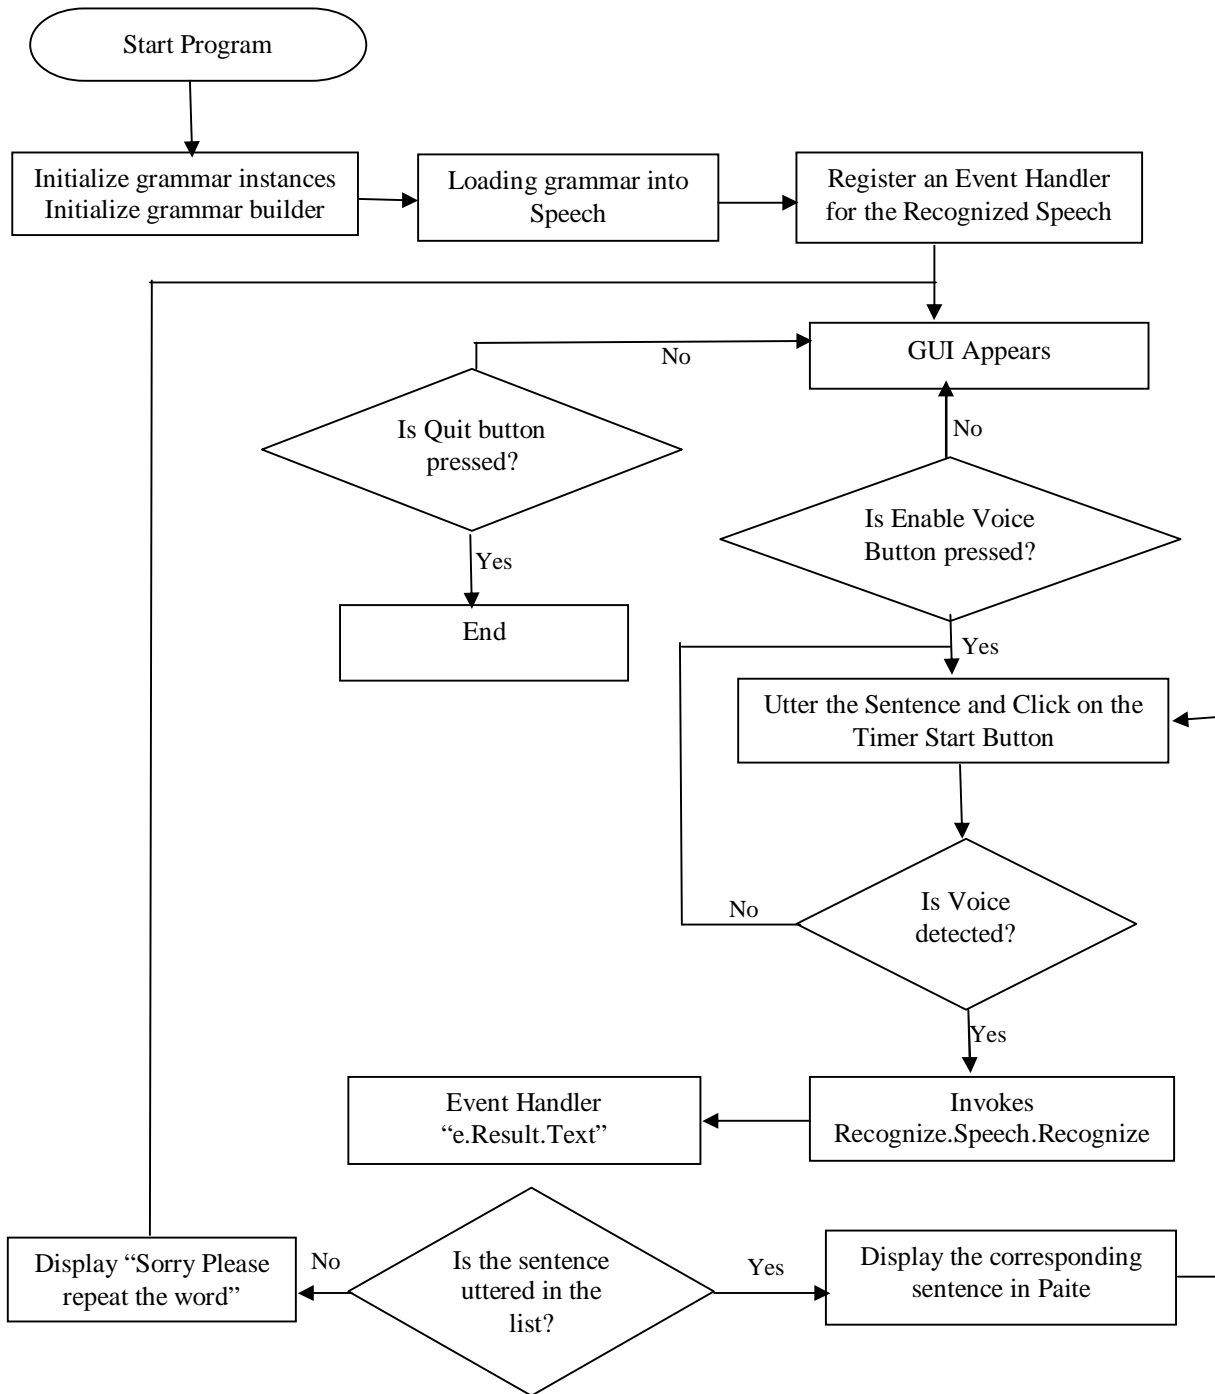 Start Program
Initialize grammar instances
Initialize grammar builder
Loading grammar into
Speech
Register an Event Handler
for the Recognized Speech
GUI Appears
No
Is Quit button
pressed?
No
Is Enable Voice
Button pressed?
Yes
End
Yes
Utter the Sentence and Click on the
Timer Start Button
No
Is Voice
detected?
Yes
Event Handler
“e.Result.Text”
Invokes
Recognize.Speech.Recognize
Display “Sorry Please
repeat the word”
No
Is the sentence
uttered in the
list?
Yes
Display the corresponding
sentence in Paite